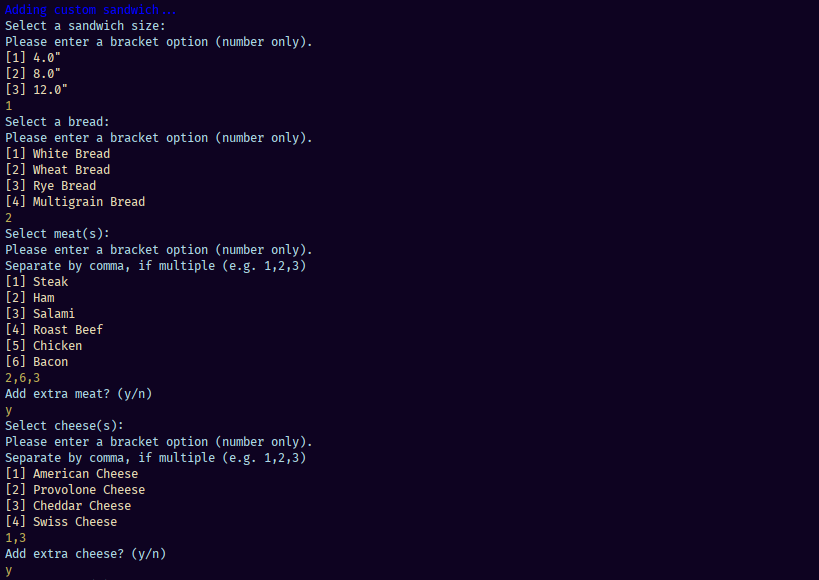 Adding custom sandwich...
Select a sandwich size:
Please enter a bracket option (number only).
[1] 4.0"
[2] 8.0"
[3] 12.0"
1
Select a bread:
Please enter a bracket option (number only).
[1] White Bread
[2] Wheat Bread
[3] Rye Bread
[4] Multigrain Bread
2
Select meat(s):
Please enter a bracket option (number only).
Separate by comma, if multiple (e.g. 1,2,3)
[1] Steak
[2] Ham
[3] Salami
[4] Roast Beef
[5] Chicken
[6] Bacon
2,6,3
Add extra meat? (y/n)
y
Select cheese(s):
Please enter a bracket option (number only).
Separate by comma, if multiple (e.g. 1,2,3)
[1] American Cheese
[2] Provolone Cheese
[3] Cheddar Cheese
[4] Swiss Cheese
1,3
Add extra cheese? (y/n)
y